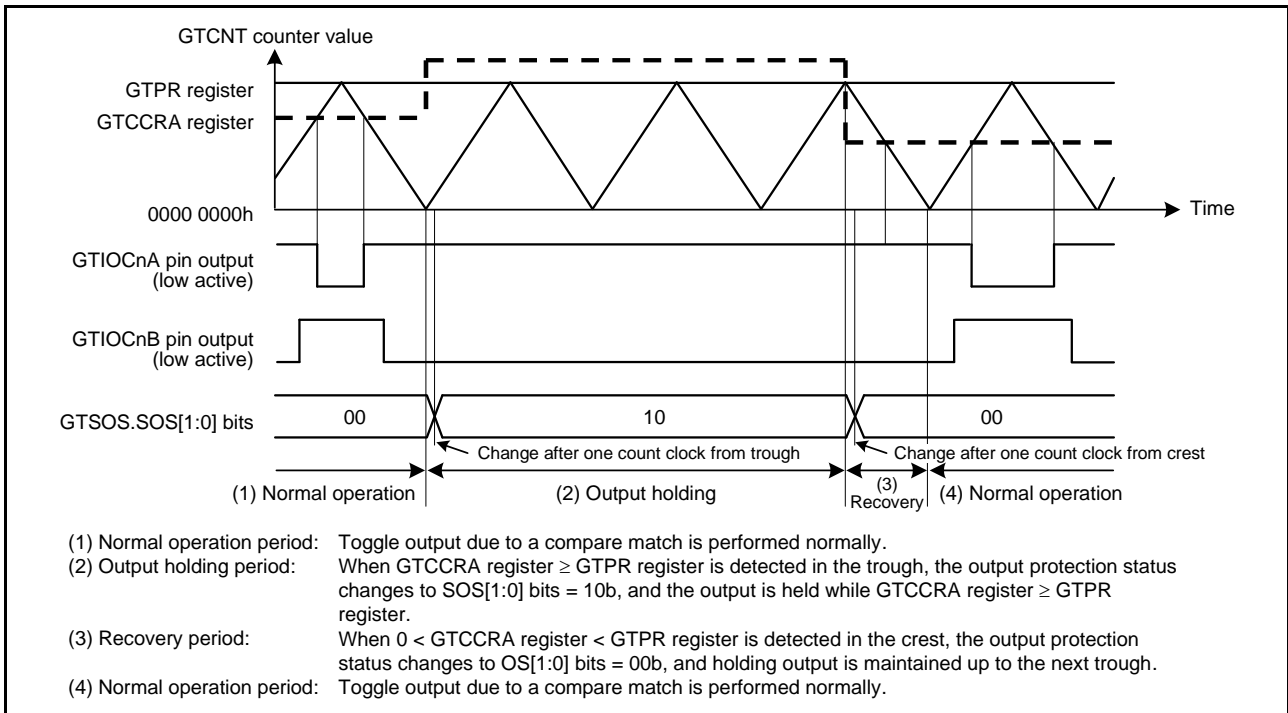 GTCNT counter value
GTPR register
GTCCRA register
0000 0000h
Time
GTIOCnA pin output
(low active)
GTIOCnB pin output
(low active)
GTSOS.SOS[1:0] bits
00
10
00
Change after one count clock from trough
Change after one count clock from crest
(1) Normal operation
(2) Output holding
(3)
Recovery
(4) Normal operation
(1) Normal operation period: Toggle output due to a compare match is performed normally.
(2) Output holding period: When GTCCRA register ≥ GTPR register is detected in the trough, the output protection status
changes to SOS[1:0] bits = 10b, and the output is held while GTCCRA register ≥ GTPR
register.
(3) Recovery period: When 0 < GTCCRA register < GTPR register is detected in the crest, the output protection
status changes to OS[1:0] bits = 00b, and holding output is maintained up to the next trough.
(4) Normal operation period: Toggle output due to a compare match is performed normally.